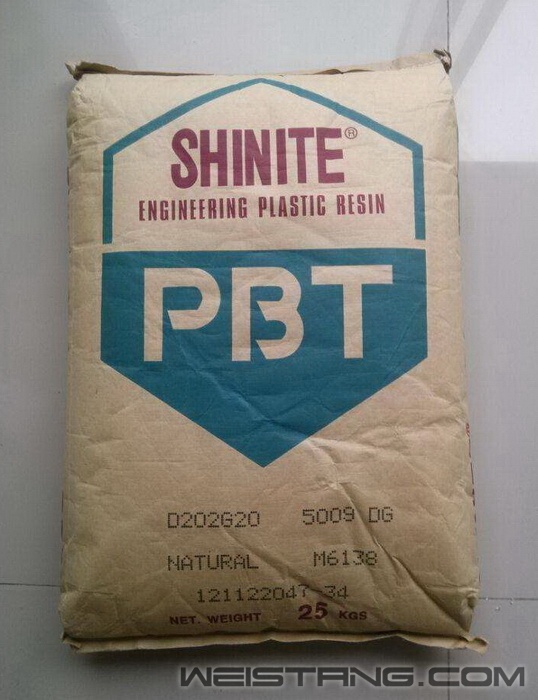 SHINITE®
ENGINEERING PLASTIC RESIN
PBT
D202G20 5009 DG
NATURAL M6138
121122047-34
NET. WEIGHT 25 KGS
WEISTANG.COM